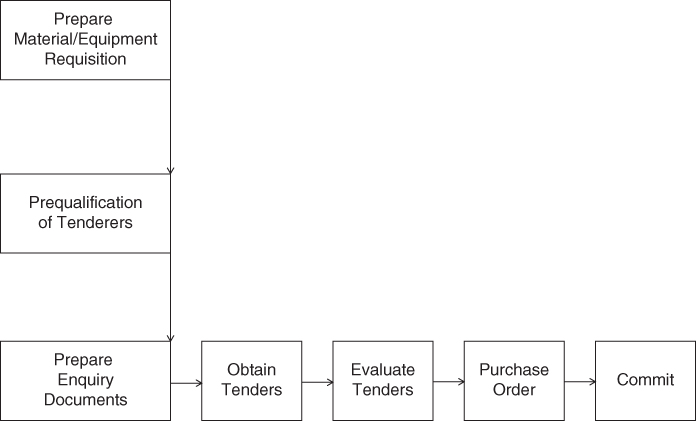 Prepare
Material/Equipment
Requisition
Prequalification
of Tenderers
Prepare
Enquiry
Documents
Obtain
Tenders
Evaluate
Tenders
Purchase
Order
Commit